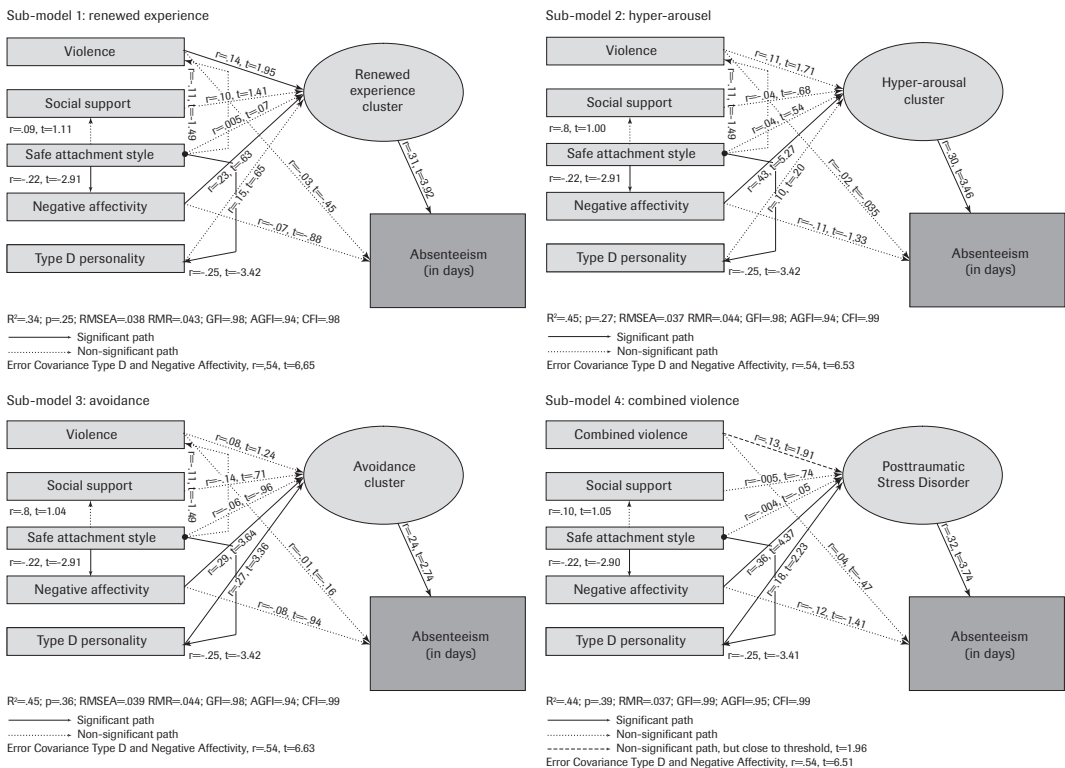 Sub-model 1: renewed experience
Violence
Social support
r=.09, t=1.11
Safe attachment style
r=-.22, t=-2.91
Negative affectivity
Type D personality
r=-.25, t=-3.42
r=.14, t=1.95
r=-.11, t=-1.49
r=-.10, t=1.41
r=.005, t=.07
r=.23, t=.63
r=.15, t=.65
r=-.03, t=-.45
r=-.07, t=-.88
Renewed
experience
cluster
r=.31, t=3.92
Absenteeism
(in days)
R²=.34; p=.25; RMSEA=.038 RMR=.043; GFI=.98; AGFI=.94; CFI=.98
Significant path
Non-significant path
Error Covariance Type D and Negative Affectivity, r=,54, t=6,65
Sub-model 2: hyper-arousel
Violence
Social support
r=.8, t=1.00
Safe attachment style
r=-.22, t=-2.91
Negative affectivity
Type D personality
r=-.25, t=-3.42
r=.11, t=1.71
r=-.11, t=-1.49
r=-.04, t=-.68
r=.04, t=.54
r=.43, t=5.27
r=.10, t=.20
r=-.02, t=-.035
r=-.11, t=-1.33
Hyper-arousal
cluster
r=.30, t=3.46
Absenteeism
(in days)
R²=.45; p=.27; RMSEA=.037 RMR=.044; GFI=.98; AGFI=.94; CFI=.99
Significant path
Non-significant path
Error Covariance Type D and Negative Affectivity, r=.54, t=6.53
Sub-model 3: avoidance
Violence
Social support
r=.8, t=1.04
Safe attachment style
r=-.22, t=-2.91
Negative affectivity
Type D personality
r=-.25, t=-3.42
r=.08, t=1.24
r=-.11, t=-1.49
r=-.14, t=-.71
r=-.06, t=-.96
r=.29, t=3.64
r=.27, t=3.36
r=-.01, t=-.16
r=-.08, t=-.94
Avoidance
cluster
r=.24, t=2.74
Absenteeism
(in days)
R²=.45; p=.36; RMSEA=.039 RMR=.044; GFI=.98; AGFI=.94; CFI=.99
Significant path
Non-significant path
Error Covariance Type D and Negative Affectivity, r=.54, t=6.63
Sub-model 4: combined violence
Combined violence
Social support
r=.10, t=1.05
Safe attachment style
r=-.22, t=-2.90
Negative affectivity
Type D personality
r=-.25, t=-3.41
r=.13, t=1.91
r=-005, t=-.74
r=-.004, t=-.05
r=.36, t=4.37
r=.18, t=2.23
r=.04, t=-.47
r=-.12, t=-1.41
Posttraumatic
Stress Disorder
r=.32, t=3.74
Absenteeism
(in days)
R²=.44; p=.39; RMR=.037; GFI=.99; AGFI=.95; CFI=.99
Significant path
Non-significant path
Non-significant path, but close to threshold, t=1.96
Error Covariance Type D and Negative Affectivity, r=.54, t=6.51